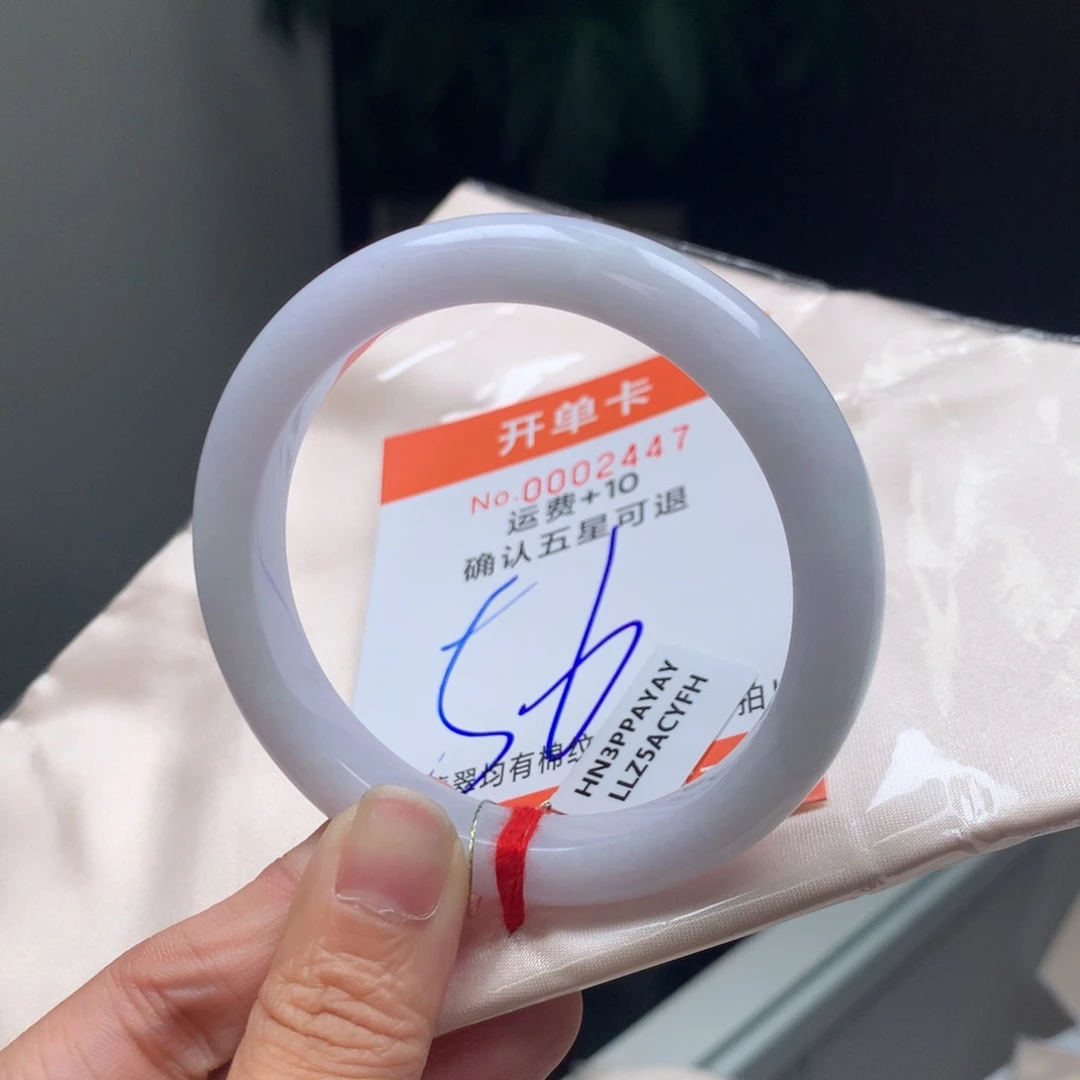 开单卡
No.0002447
运费+10
确认五星可退
56
翠均有棉纹
拍
HN3PPAYAY
LLZ5ACYFH